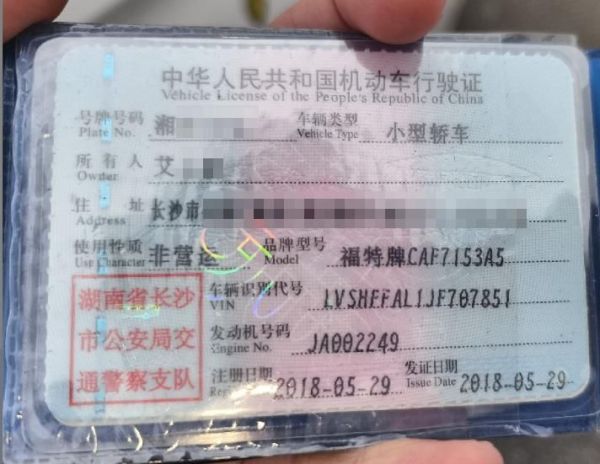 中华人民共和国机动车行驶证
Vehicle License of the People's Republic of China
号牌号码 湘 车辆类型 小型轿车
Plate No. Vehicle Type
所有人 艾
Owner
住址 长沙市
Address
使用性质 非营运 品牌型号 福特牌CAF7153A5
Use Character Model
湖南省长沙
市公安局交
通警察支队
车辆识别代号 LVSHFFAL1JF707851
VIN
发动机号码 JA002249
Engine No.
注册日期 2018-05-29 发证日期 2018-05-29
Issue Date